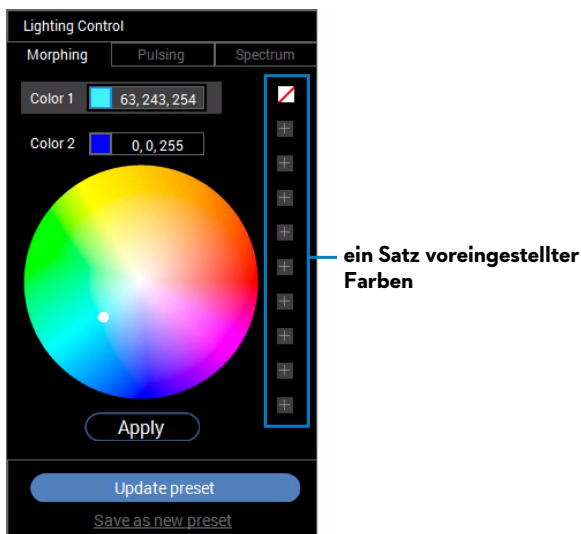 Lighting Control
Morphing Pulsing Spectrum
Color 1 63, 243, 254
Color 2 0, 0, 255
ein Satz voreingestellter
Farben
Apply
Update preset
Save as new preset